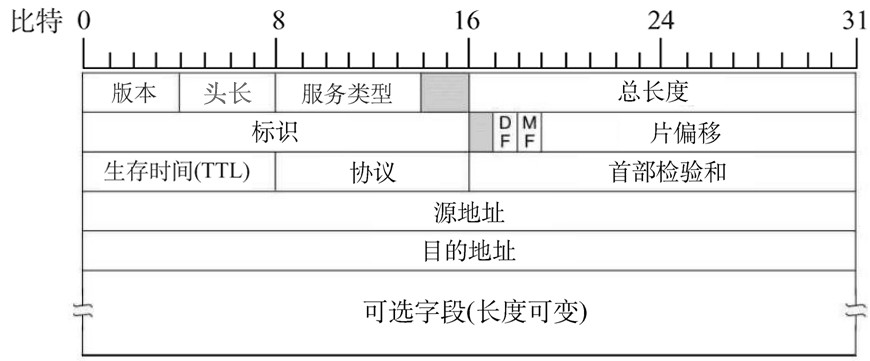 比特 0 8 16 24 31
版本 头长 服务类型 总长度
标识 DF MF 片偏移
生存时间(TTL) 协议 首部检验和
源地址
目的地址
可选字段(长度可变)